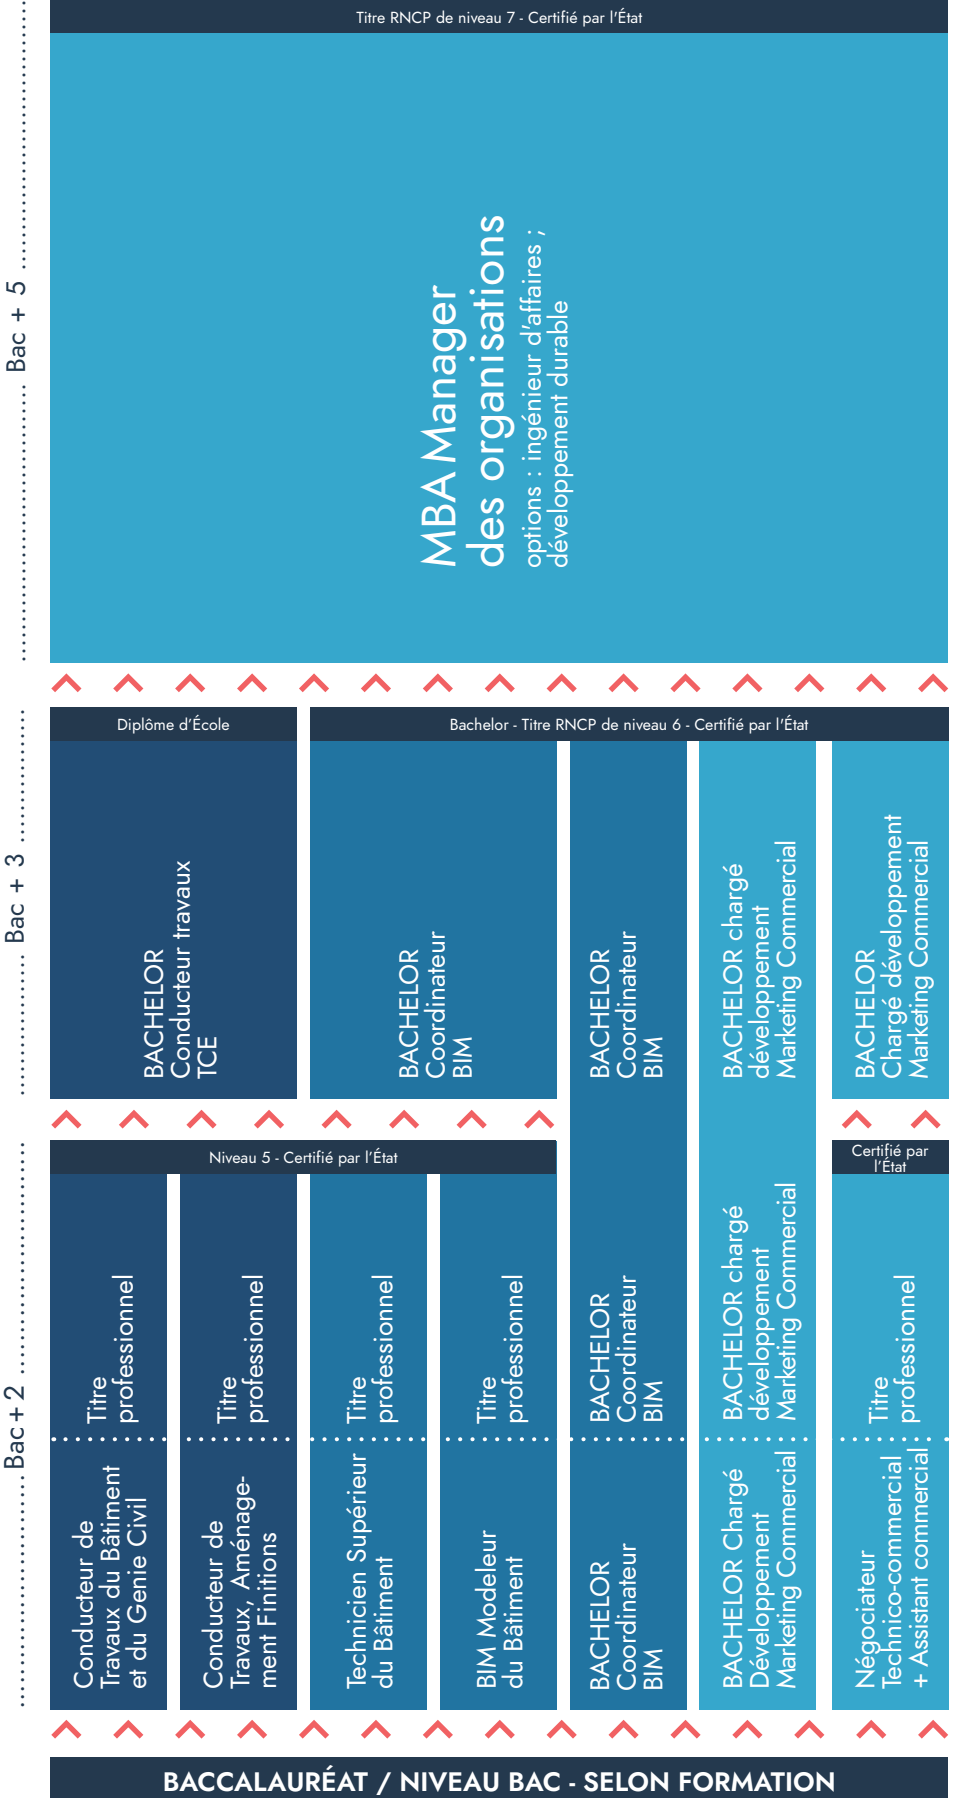 Titre RNCP de niveau 7 - Certifié par l'État
Bac + 5
MBA Manager
des organisations
options : ingénieur d’affaires ;
développement durable
Diplôme d’École
Bachelor - Titre RNCP de niveau 6 - Certifié par l'État
Bac + 3
BACHELOR
Conducteur travaux
TCE
BACHELOR
Coordinateur
BIM
BACHELOR
Coordinateur
BIM
BACHELOR chargé
développement
Marketing Commercial
BACHELOR
Chargé développement
Marketing Commercial
Niveau 5 - Certifié par l’État
Certifié par
l’État
Bac + 2
Titre
professionnel
Titre
professionnel
Titre
professionnel
Titre
professionnel
BACHELOR
Coordinateur
BIM
BACHELOR chargé
développement
Marketing Commercial
Titre
professionnel
Conducteur de
Travaux du Bâtiment
et du Genie Civil
Conducteur de
Travaux, Aménage-
ment Finitions
Technicien Supérieur
du Bâtiment
BIM Modeleur
du Bâtiment
BACHELOR
Coordinateur
BIM
BACHELOR Chargé
Développement
Marketing Commercial
Négociateur
Technico-commercial
+ Assistant commercial
BACCALAURÉAT / NIVEAU BAC - SELON FORMATION